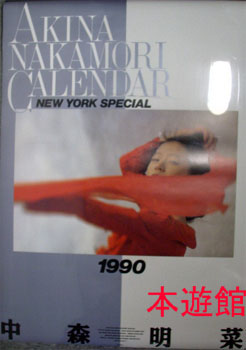 AKINA
NAKAMORI
CALENDAR
NEW YORK SPECIAL
1990
本遊館
中森明菜